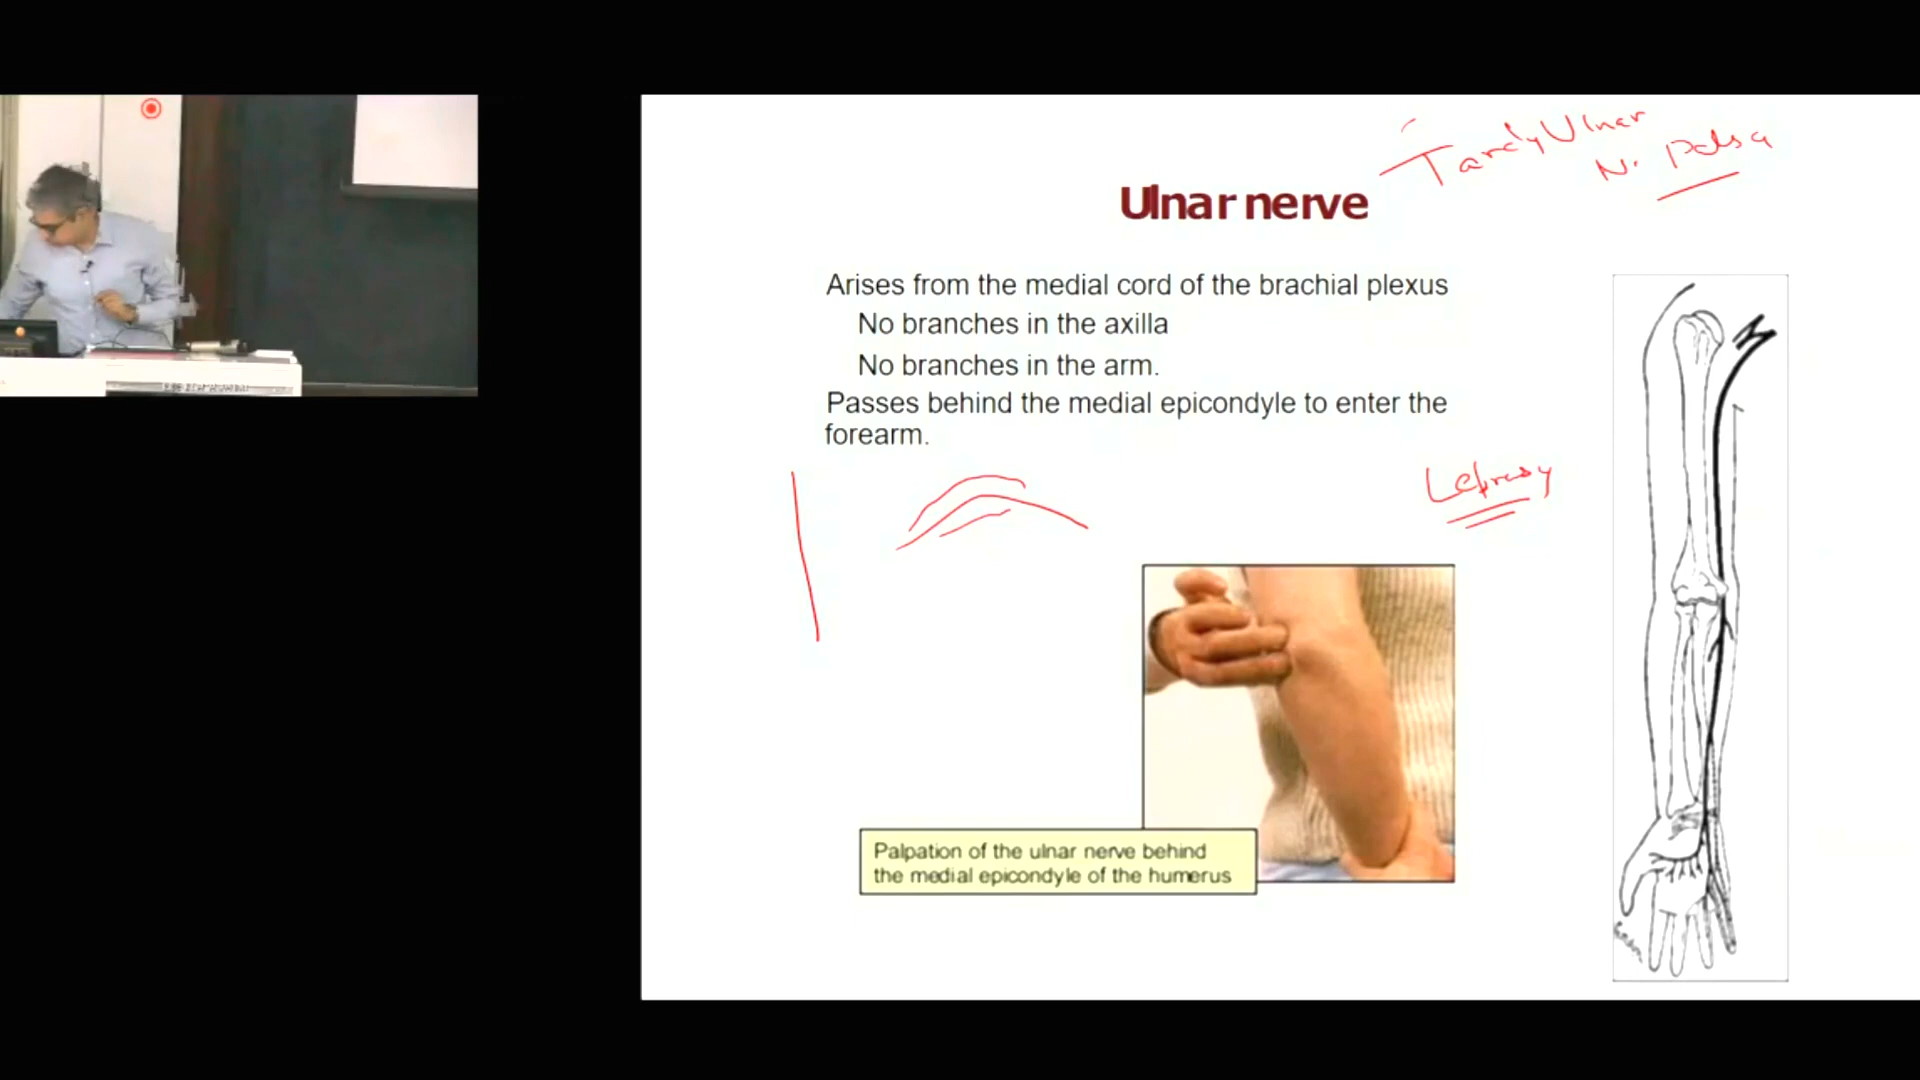 Tardy Ulnar
N. Palsy
Ulnar nerve
Arises from the medial cord of the brachial plexus
No branches in the axilla
No branches in the arm.
Passes behind the medial epicondyle to enter the
forearm.
Leprosy
Palpation of the ulnar nerve behind
the medial epicondyle of the humerus